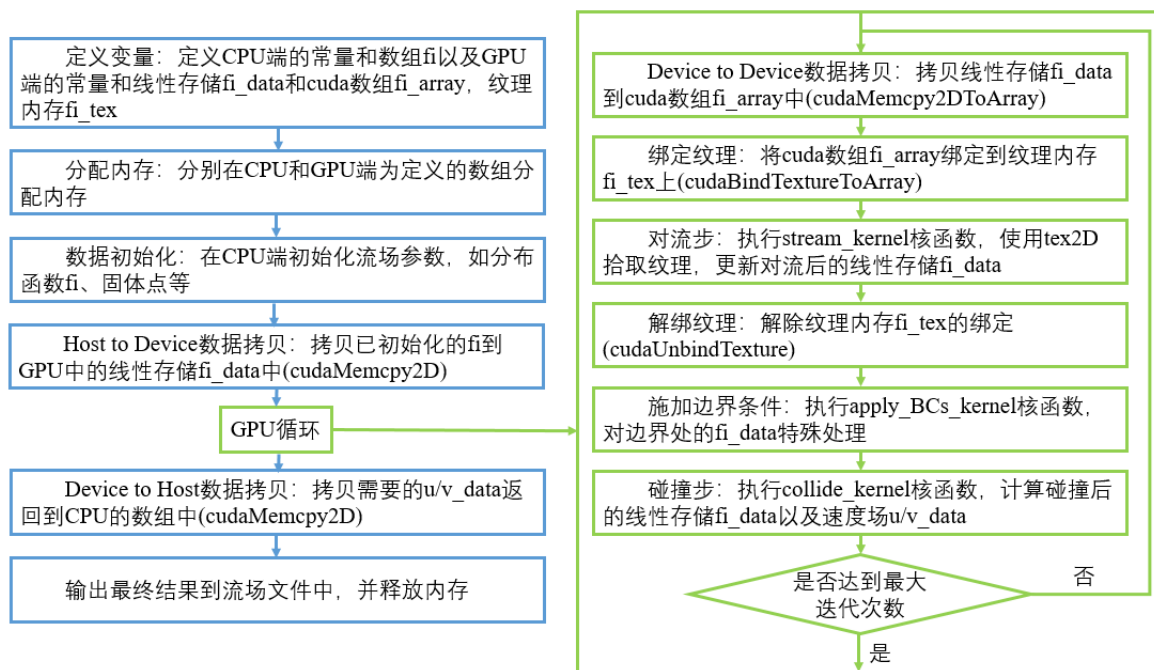 定义变量：定义CPU端的常量和数组fi以及GPU
端的常量和线性存储fi_data和cuda数组fi_array，纹理
内存fi_tex
分配内存：分别在CPU和GPU端为定义的数组分
配内存
数据初始化：在CPU端初始化流场参数，如分布
函数fi、固体点等
Host to Device数据拷贝：拷贝已初始化的fi到
GPU中的线性存储fi_data中(cudaMemcpy2D)
GPU循环
Device to Host数据拷贝：拷贝需要的u/v_data返
回到CPU的数组中(cudaMemcpy2D)
输出最终结果到流场文件中，并释放内存
Device to Device数据拷贝：拷贝线性存储fi_data
到cuda数组fi_array中(cudaMemcpy2DToArray)
绑定纹理：将cuda数组fi_array绑定到纹理内存
fi_tex上(cudaBindTextureToArray)
对流步：执行stream_kernel核函数，使用tex2D
拾取纹理，更新对流后的线性存储fi_data
解绑纹理：解除纹理内存fi_tex的绑定
(cudaUnbindTexture)
施加边界条件：执行apply_BCs_kernel核函数，
对边界处的fi_data特殊处理
碰撞步：执行collide_kernel核函数，计算碰撞后
的线性存储fi_data以及速度场u/v_data
是否达到最大
迭代次数
否
是